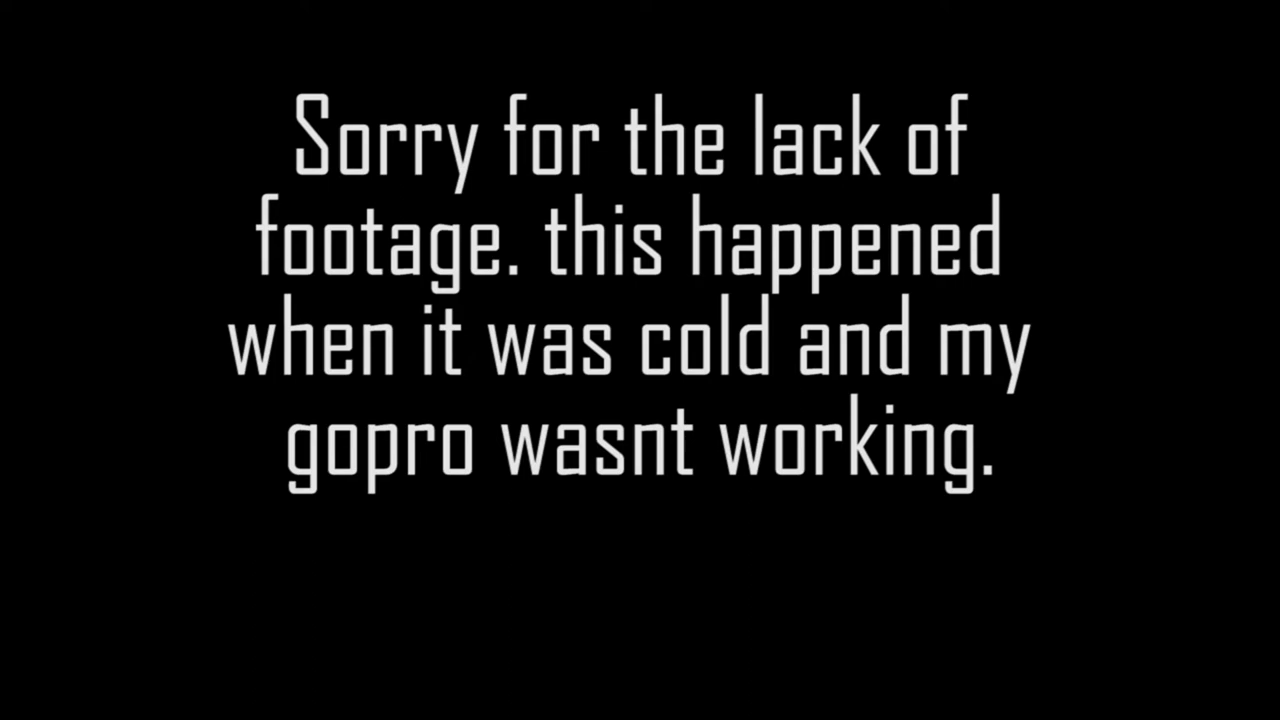 Sorry for the lack of
footage. this happened
when it was cold and my
gopro wasnt working.